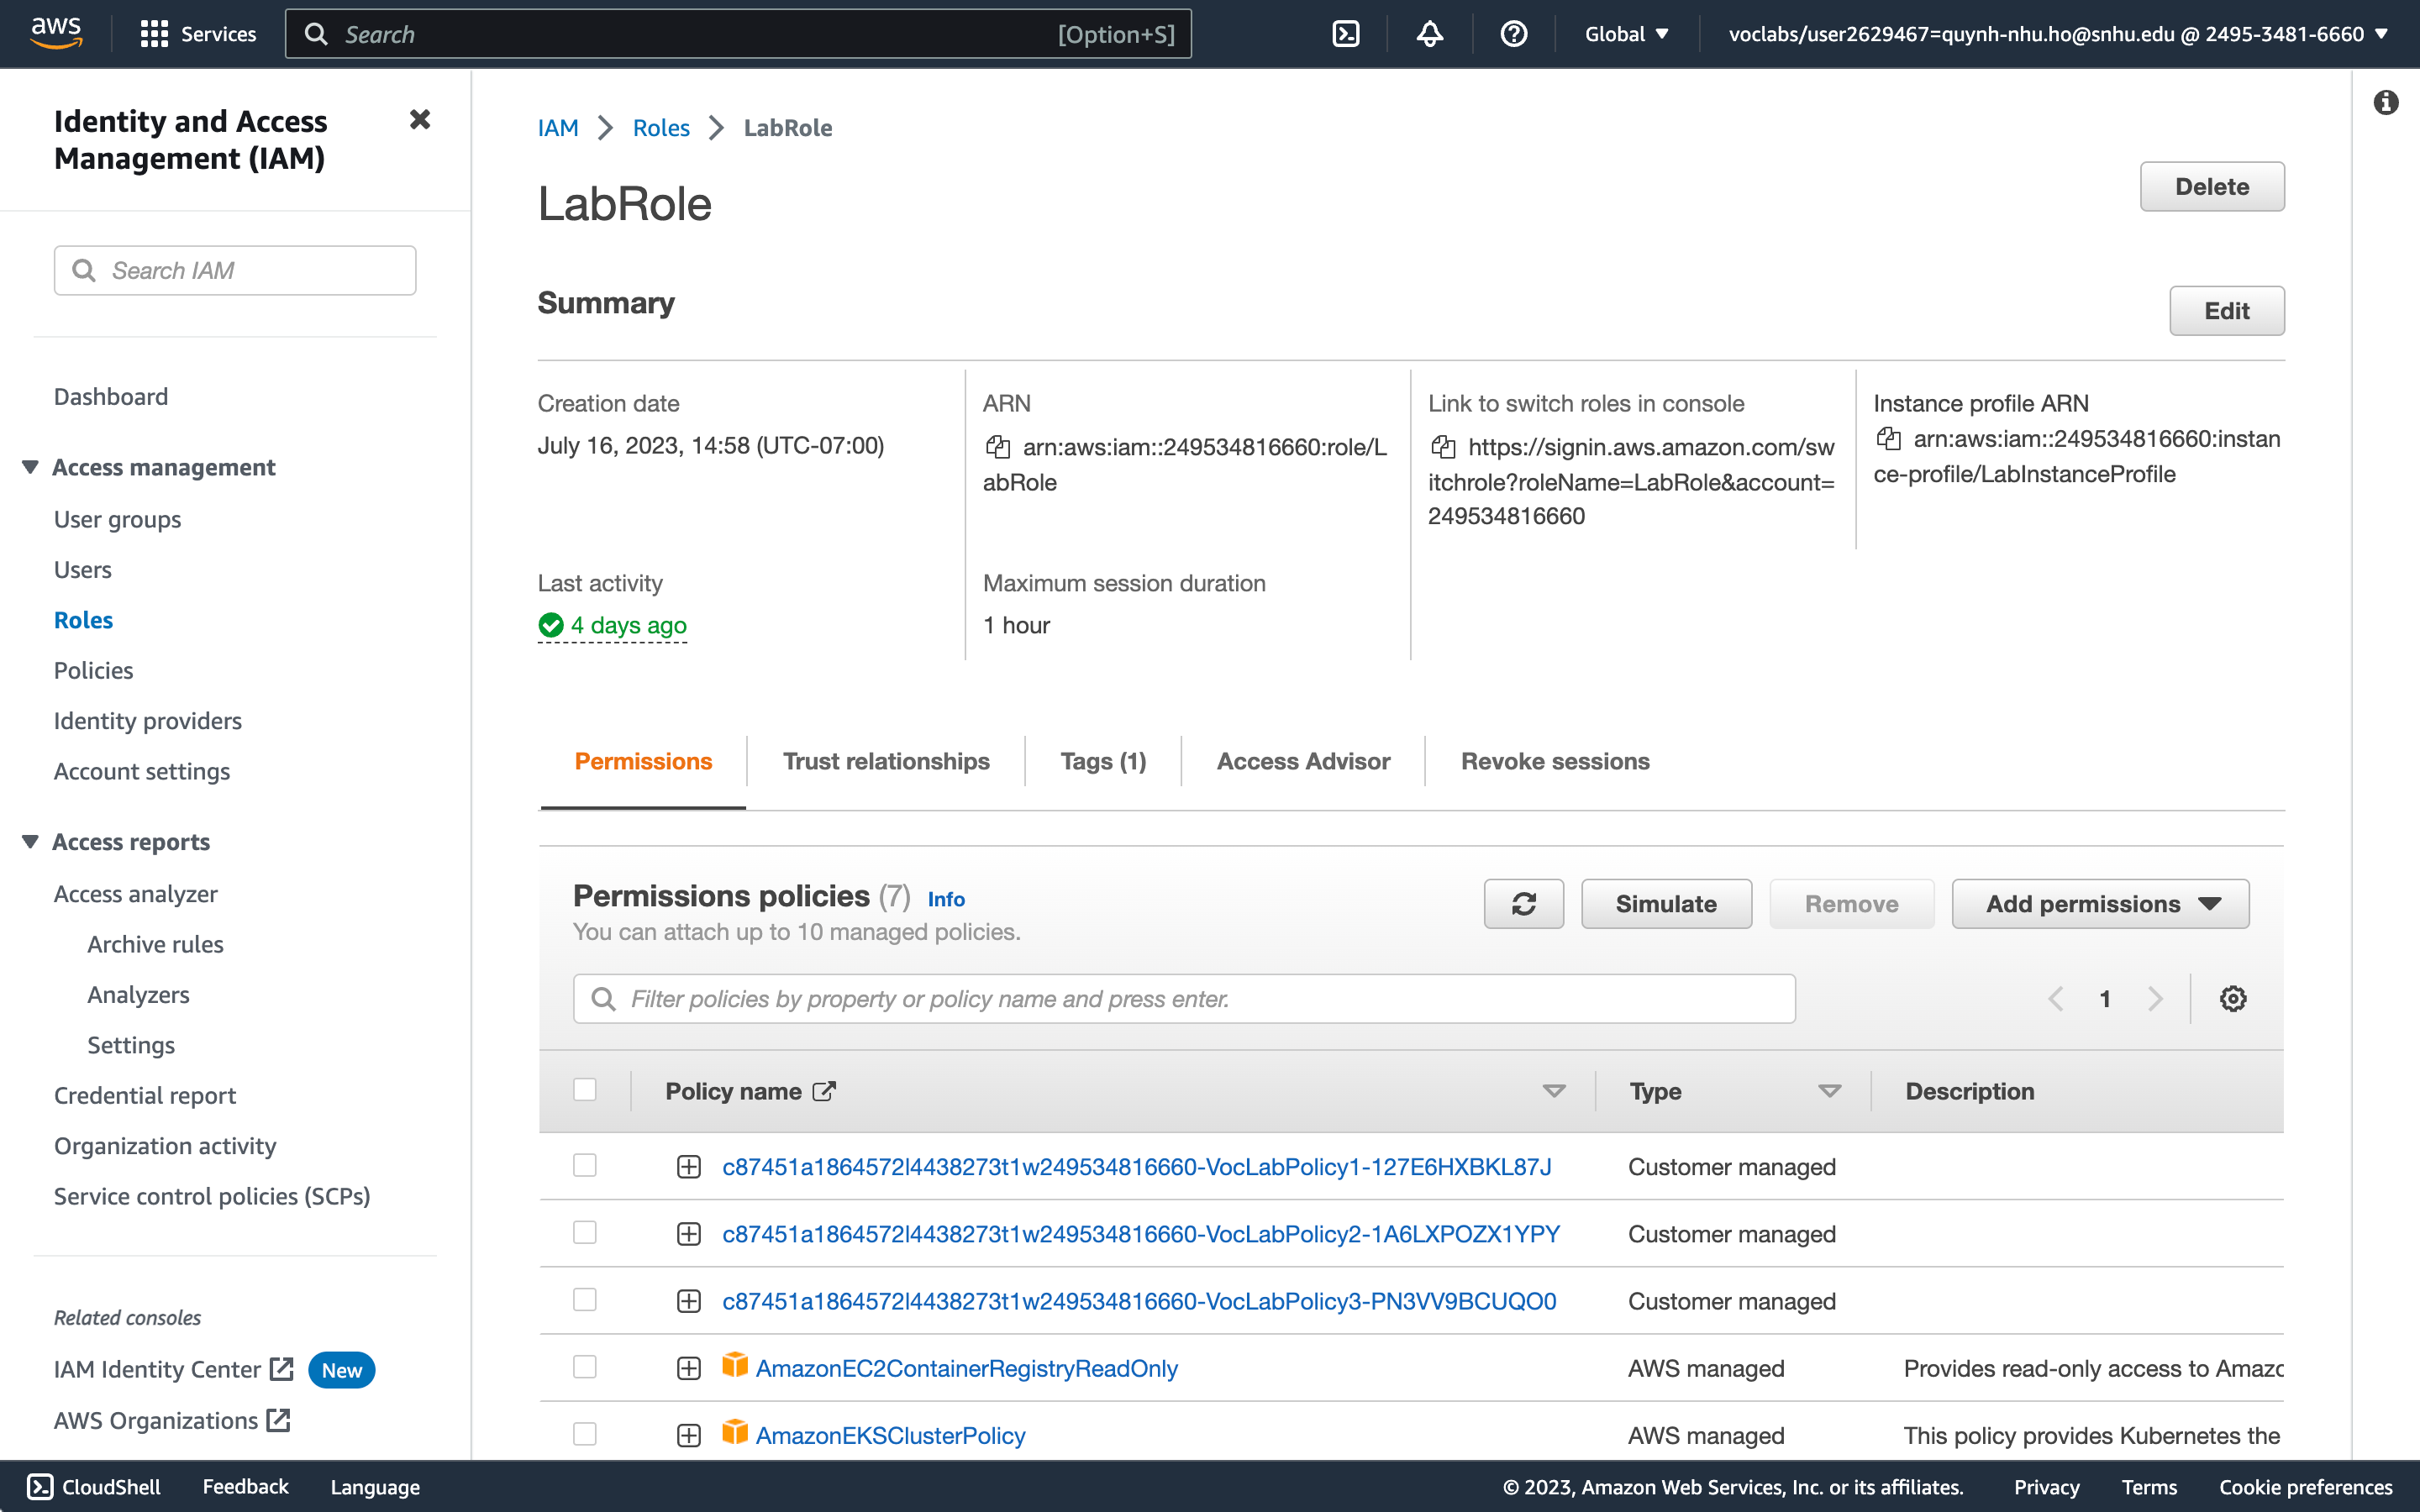 aws
Services
Search
[Option+S]
Global
voclabs/user2629467=quynh-nhu.ho@snhu.edu @ 2495-3481-6660
Identity and Access
Management (IAM)
Search IAM
Dashboard
Access management
User groups
Users
Roles
Policies
Identity providers
Account settings
Access reports
Access analyzer
Archive rules
Analyzers
Settings
Credential report
Organization activity
Service control policies (SCPs)
Related consoles
IAM Identity Center New
AWS Organizations
IAM > Roles > LabRole
LabRole
Delete
Summary
Edit
Creation date
July 16, 2023, 14:58 (UTC-07:00)
ARN
arn:aws:iam::249534816660:role/L
abRole
Link to switch roles in console
https://signin.aws.amazon.com/sw
itchrole?roleName=LabRole&account=
249534816660
Instance profile ARN
arn:aws:iam::249534816660:instan
ce-profile/LabInstanceProfile
Last activity
4 days ago
Maximum session duration
1 hour
Permissions
Trust relationships
Tags (1)
Access Advisor
Revoke sessions
Permissions policies (7) Info
You can attach up to 10 managed policies.
Simulate
Remove
Add permissions
Filter policies by property or policy name and press enter.
1
Policy name
Type
Description
c87451a1864572l4438273t1w249534816660-VocLabPolicy1-127E6HXBKL87J Customer managed
c87451a1864572l4438273t1w249534816660-VocLabPolicy2-1A6LXPOZX1YPY Customer managed
c87451a1864572l4438273t1w249534816660-VocLabPolicy3-PN3VV9BCUQO0 Customer managed
AmazonEC2ContainerRegistryReadOnly AWS managed Provides read-only access to Amazo
AmazonEKSClusterPolicy AWS managed This policy provides Kubernetes the
CloudShell
Feedback
Language
© 2023, Amazon Web Services, Inc. or its affiliates.
Privacy
Terms
Cookie preferences